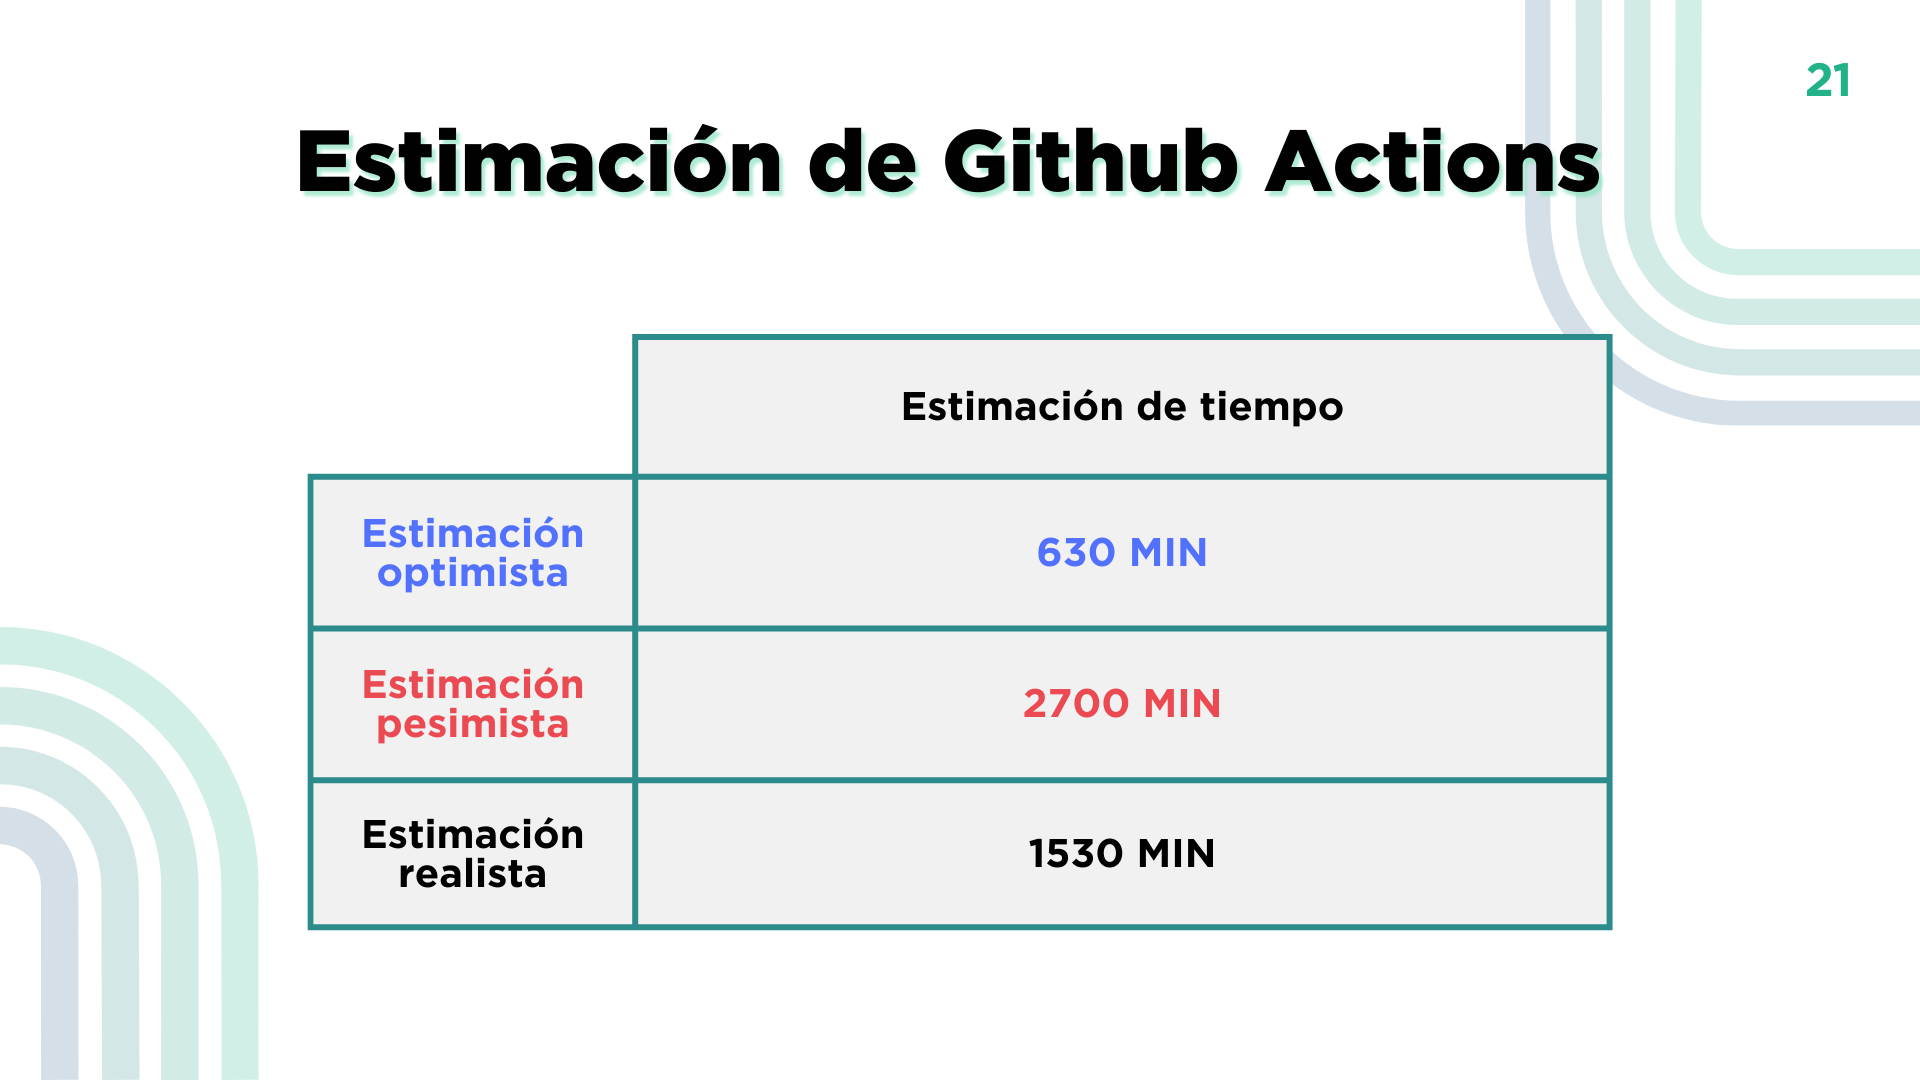 21
Estimación de Github Actions
Estimación de tiempo
Estimación
optimista
630 MIN
Estimación
pesimista
2700 MIN
Estimación
realista
1530 MIN